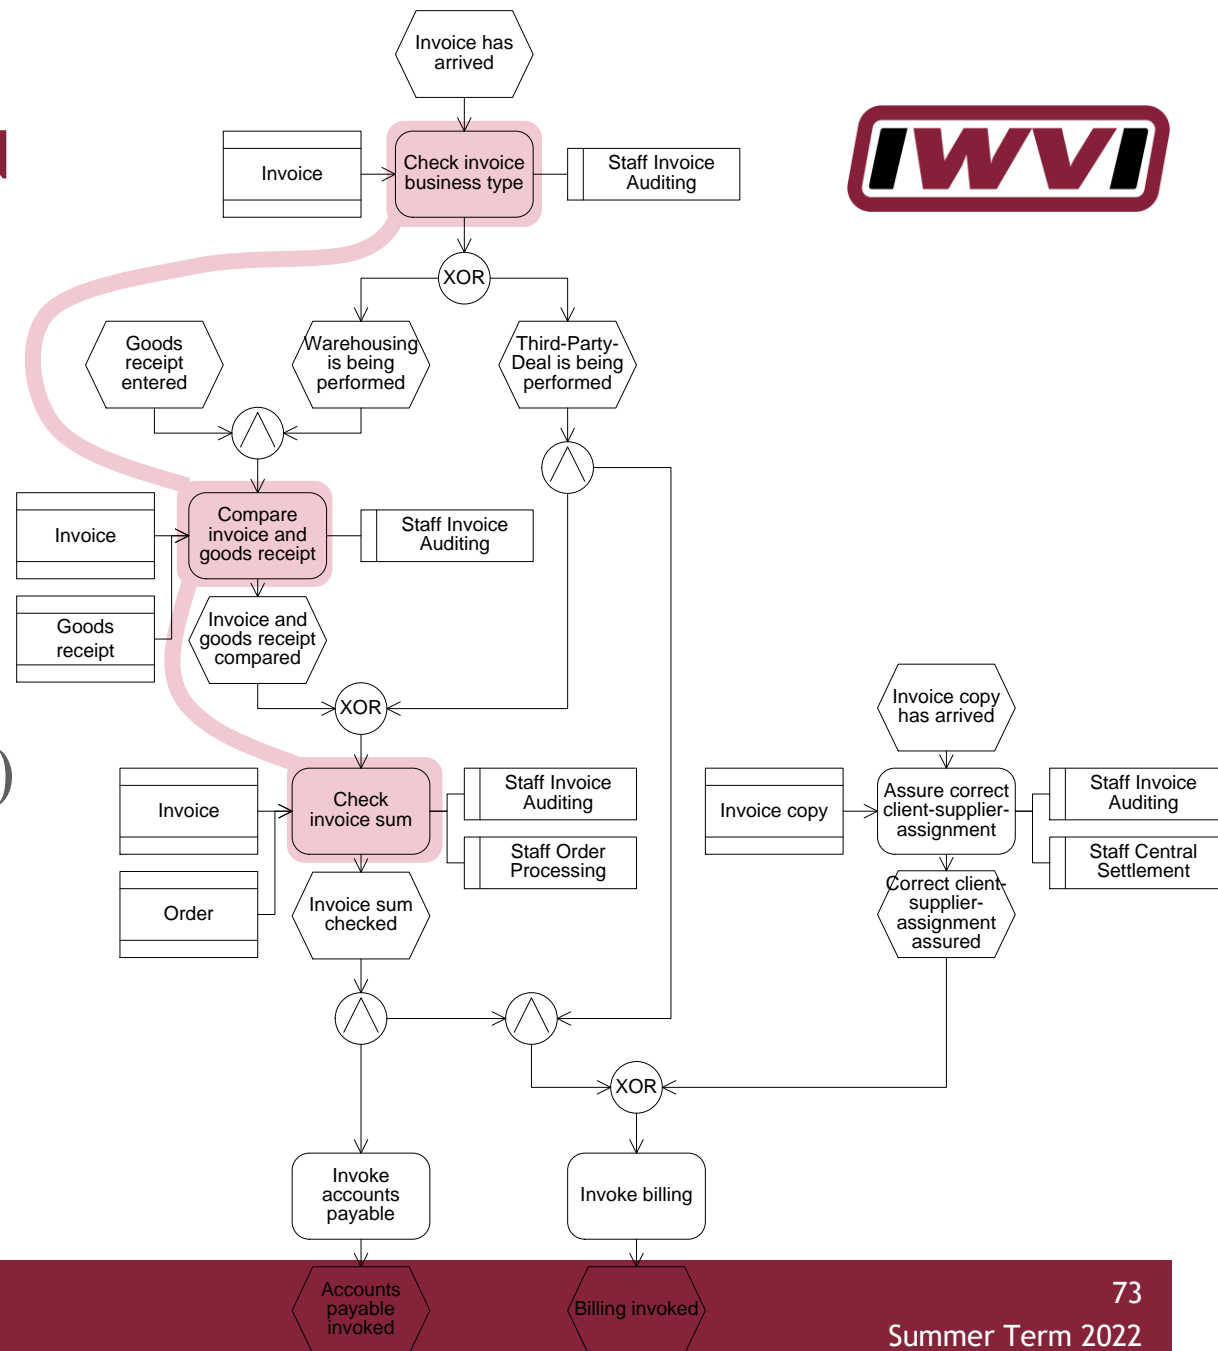 Invoice has
arrived
IWVI
Invoice
Check invoice
business type
Staff Invoice
Auditing
XOR
Goods
receipt
entered
Warehousing
is being
performed
Third-Party-
Deal is being
performed
Invoice
Compare
invoice and
goods receipt
Staff Invoice
Auditing
Goods
receipt
Invoice and
goods receipt
compared
XOR
Invoice copy
has arrived
)
Invoice
Check
invoice sum
Staff Invoice
Auditing
Invoice copy
Assure correct
client-supplier-
assignment
Staff Invoice
Auditing
Staff Order
Processing
Staff Central
Settlement
Order
Invoice sum
checked
Correct client-
supplier-
assignment
assured
XOR
Invoke
accounts
payable
Invoke billing
Accounts
payable
invoked
Billing invoked
73
Summer Term 2022